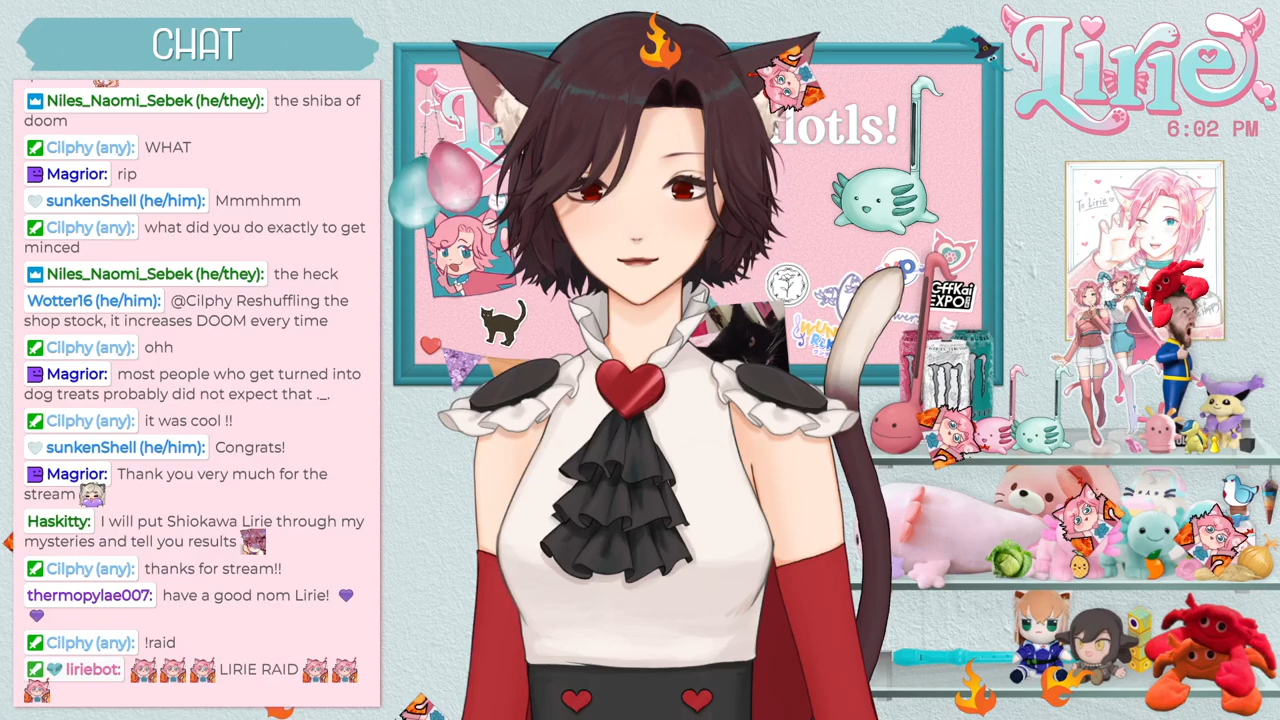 CHAT
Niles_Naomi_Sebek (he/they): the shiba of
doom
Cilphy (any): WHAT
Magrior: rip
sunkenShell (he/him): Mmmhmm
Cilphy (any): what did you do exactly to get
minced
Niles_Naomi_Sebek (he/they): the heck
Wotter16 (he/him): @Cilphy Reshuffling the
shop stock, it increases DOOM every time
Cilphy (any): ohh
Magrior: most people who get turned into
dog treats probably did not expect that ._.
Cilphy (any): it was cool !!
sunkenShell (he/him): Congrats!
Magrior: Thank you very much for the
stream
Haskitty: I will put Shiokawa Lirie through my
mysteries and tell you results
Cilphy (any): thanks for stream!!
thermopylae007: have a good nom Lirie!
Cilphy (any): !raid
liriebot: LIRIE RAID
lotls!
OffKai
EXPO
Lirie
6:02 PM
To Lirie